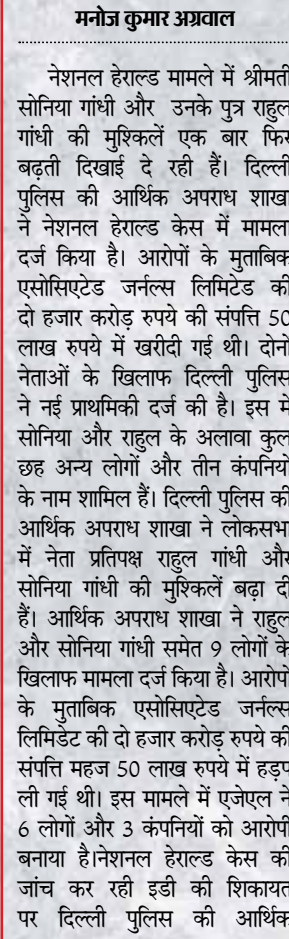 मनोज कुमार अग्रवाल
नेशनल हेराल्ड मामले में श्रीमती
सोनिया गांधी और उनके पुत्र राहुल
गांधी की मुश्किलें एक बार फिर
बढ़ती दिखाई दे रही हैं। दिल्ली
पुलिस की आर्थिक अपराध शाखा
ने नेशनल हेराल्ड केस में मामला
दर्ज किया है। आरोपों के मुताबिक
एसोसिएटेड जर्नल्स लिमिटेड की
दो हजार करोड़ रुपये की संपत्ति 50
लाख रुपये में खरीदी गई थी। दोनों
नेताओं के खिलाफ दिल्ली पुलिस
ने नई प्राथमिकी दर्ज की है। इस में
सोनिया और राहुल के अलावा कुल
छह अन्य लोगों और तीन कंपनियों
के नाम शामिल हैं। दिल्ली पुलिस की
आर्थिक अपराध शाखा ने लोकसभा
में नेता प्रतिपक्ष राहुल गांधी और
सोनिया गांधी की मुश्किलें बढ़ा दी
हैं। आर्थिक अपराध शाखा ने राहुल
और सोनिया गांधी समेत 9 लोगों के
खिलाफ मामला दर्ज किया है। आरोपों
के मुताबिक एसोसिएटेड जर्नल्स
लिमिडेट की दो हजार करोड़ रुपये की
संपत्ति महज 50 लाख रुपये में हड़प
ली गई थी। इस मामले में एजेएल ने
6 लोगों और 3 कंपनियों को आरोपी
बनाया है।नेशनल हेराल्ड केस की
जांच कर रही इडी की शिकायत
पर दिल्ली पुलिस की आर्थिक